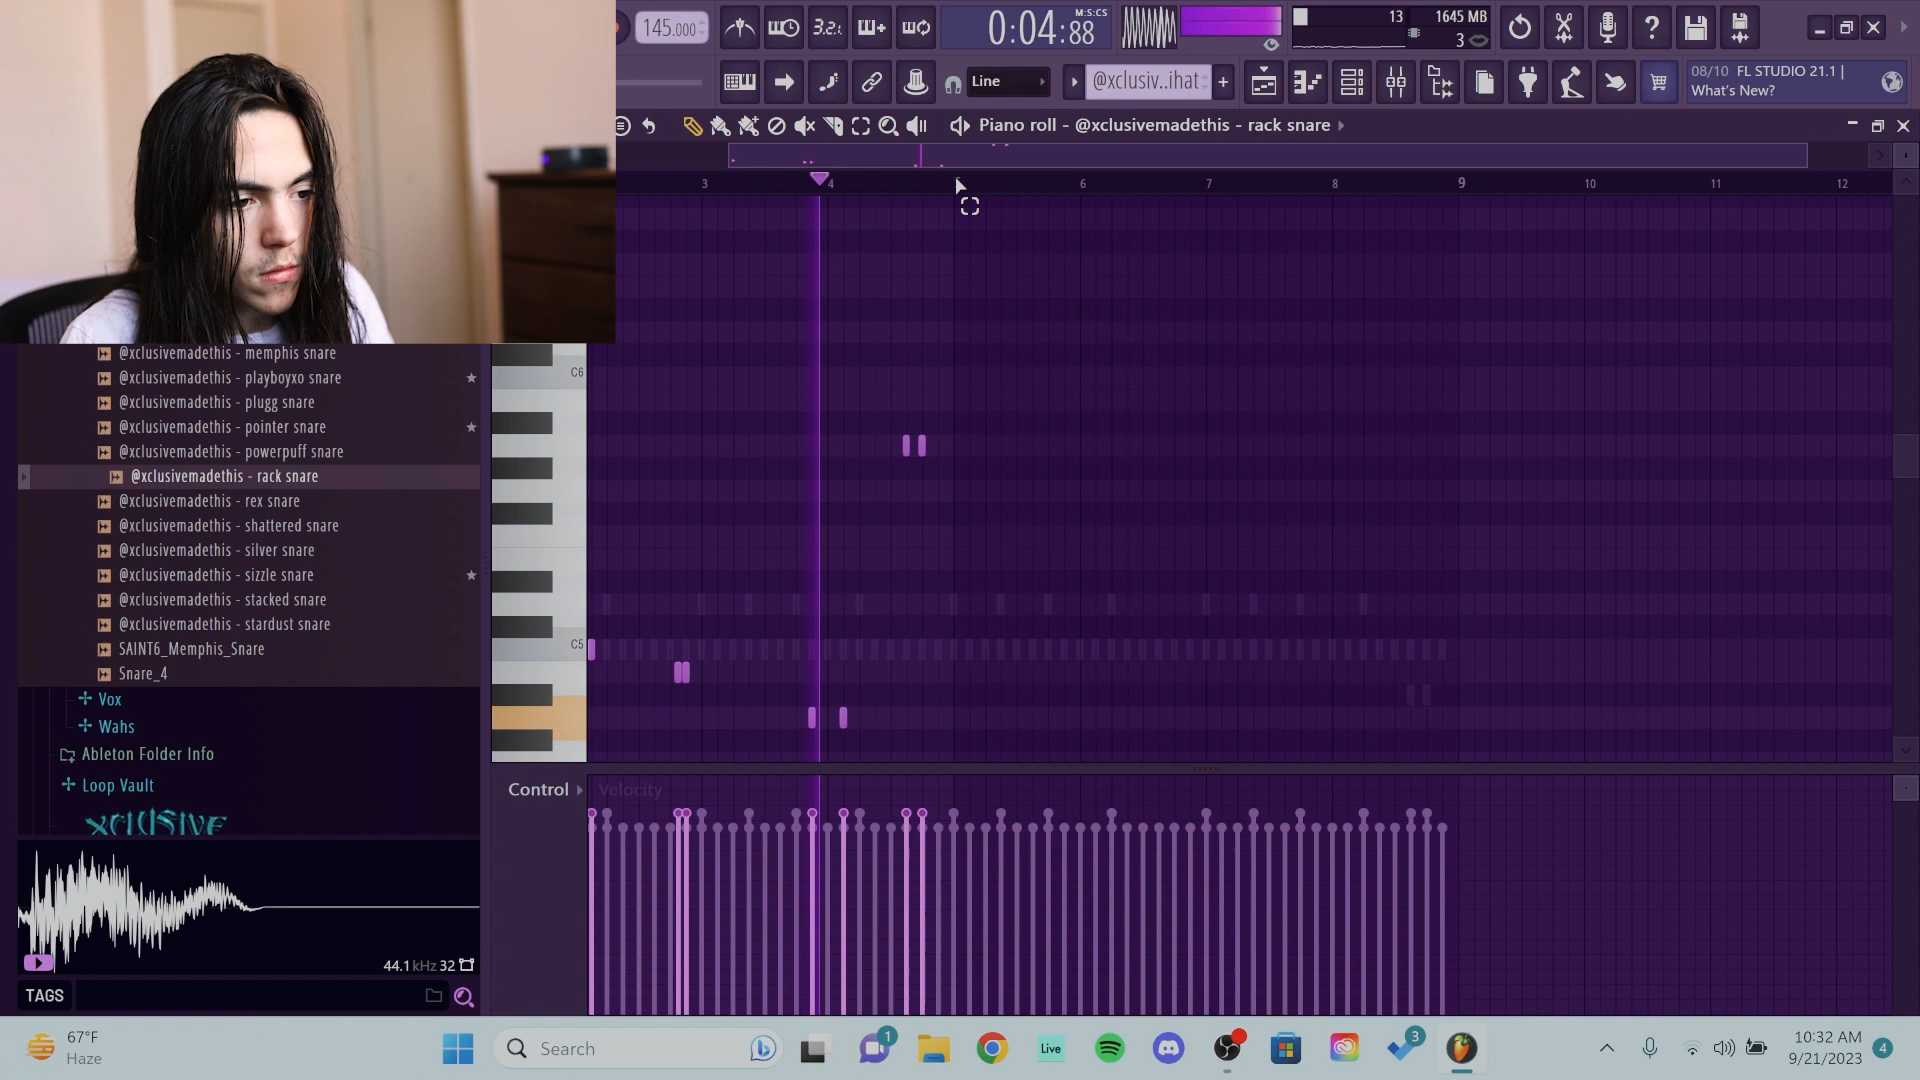 145.000
3.2:
0:04:88
M:S:CS
13
1645 MB
3
Line
@xclusiv..ihat
08/10 FL STUDIO 21.1 |
What's New?
Piano roll - @xclusivemadethis - rack snare
3 4 6 7 8 9 10 11 12
@xclusivemadethis - memphis snare
@xclusivemadethis - playboyxo snare
@xclusivemadethis - plugg snare
@xclusivemadethis - pointer snare
@xclusivemadethis - powerpuff snare
@xclusivemadethis - rack snare
@xclusivemadethis - rex snare
@xclusivemadethis - shattered snare
@xclusivemadethis - silver snare
@xclusivemadethis - sizzle snare
@xclusivemadethis - stacked snare
@xclusivemadethis - stardust snare
SAINT6_Memphis_Snare
Snare_4
Vox
Wahs
Ableton Folder Info
Loop Vault
XCLUSIVE
44.1 kHz 32
TAGS
C6
C5
Control
Velocity
67°F
Haze
Search
1
Live
3
10:32 AM
9/21/2023
4